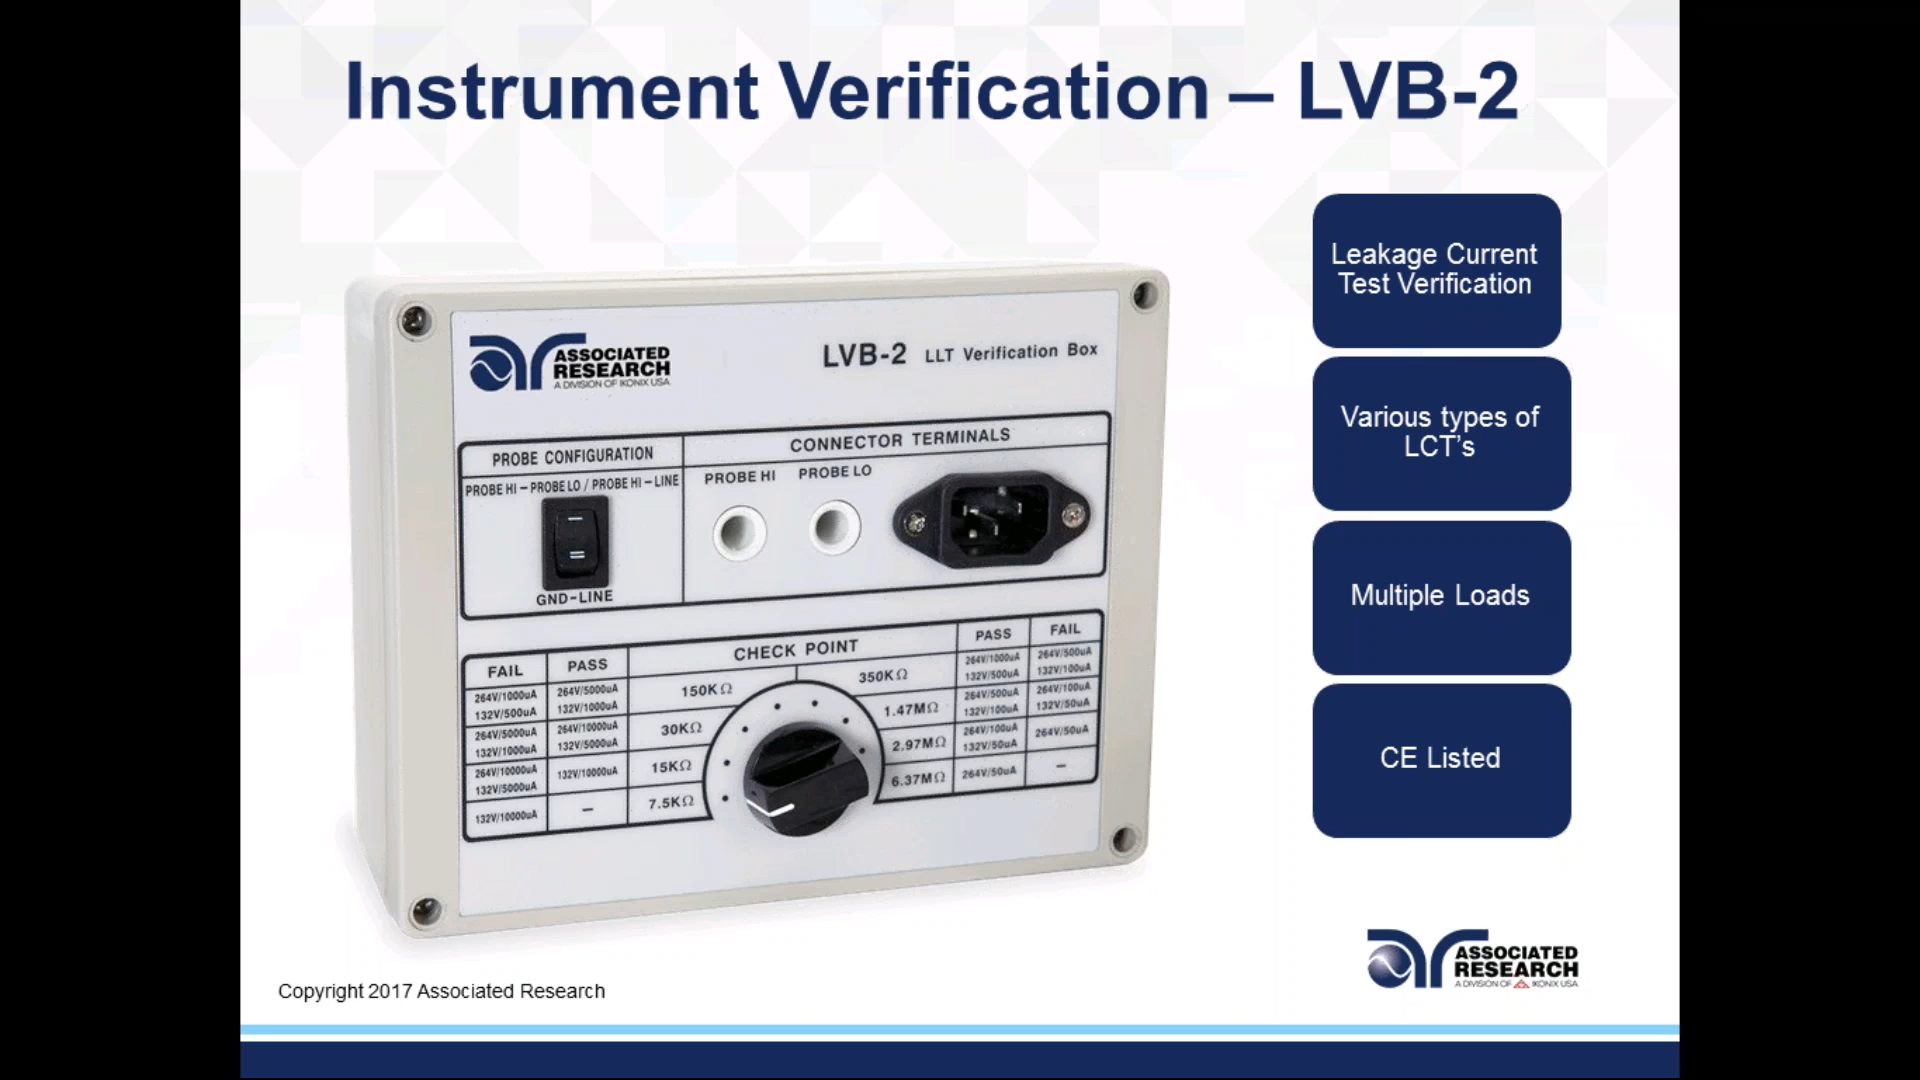 Instrument Verification – LVB-2
ASSOCIATED
RESEARCH
A DIVISION OF IKONIX USA
LVB-2 LLT Verification Box
PROBE CONFIGURATION
PROBE HI – PROBE LO / PROBE HI – LINE
GND-LINE
CONNECTOR TERMINALS
PROBE HI
PROBE LO
CHECK POINT
FAIL
PASS
264V/1000uA
132V/500uA
264V/5000uA
132V/1000uA
150KΩ
264V/5000uA
132V/1000uA
264V/10000uA
132V/5000uA
30KΩ
264V/10000uA
132V/5000uA
132V/10000uA
15KΩ
132V/10000uA
–
7.5KΩ
PASS
FAIL
350KΩ
264V/1000uA
132V/500uA
264V/500uA
132V/100uA
1.47MΩ
264V/500uA
132V/100uA
264V/100uA
132V/50uA
2.97MΩ
264V/100uA
132V/50uA
264V/50uA
6.37MΩ
264V/50uA
–
Leakage Current
Test Verification
Various types of
LCT's
Multiple Loads
CE Listed
Copyright 2017 Associated Research
ASSOCIATED
RESEARCH
A DIVISION OF IKONIX USA